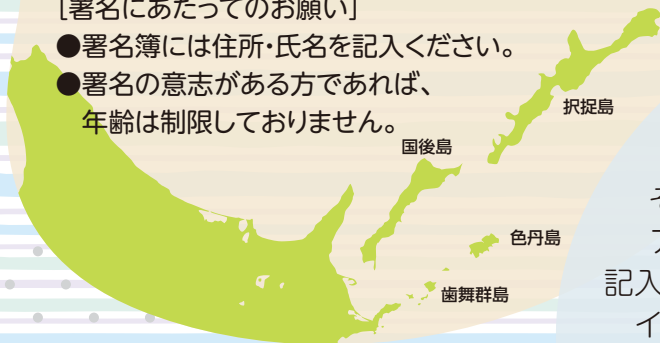 [署名にあたってのお願い]
●署名簿には住所・氏名を記入ください。
●署名の意志がある方であれば、
年齢は制限しておりません。
択捉島
国後島
色丹島
歯舞群島
記入